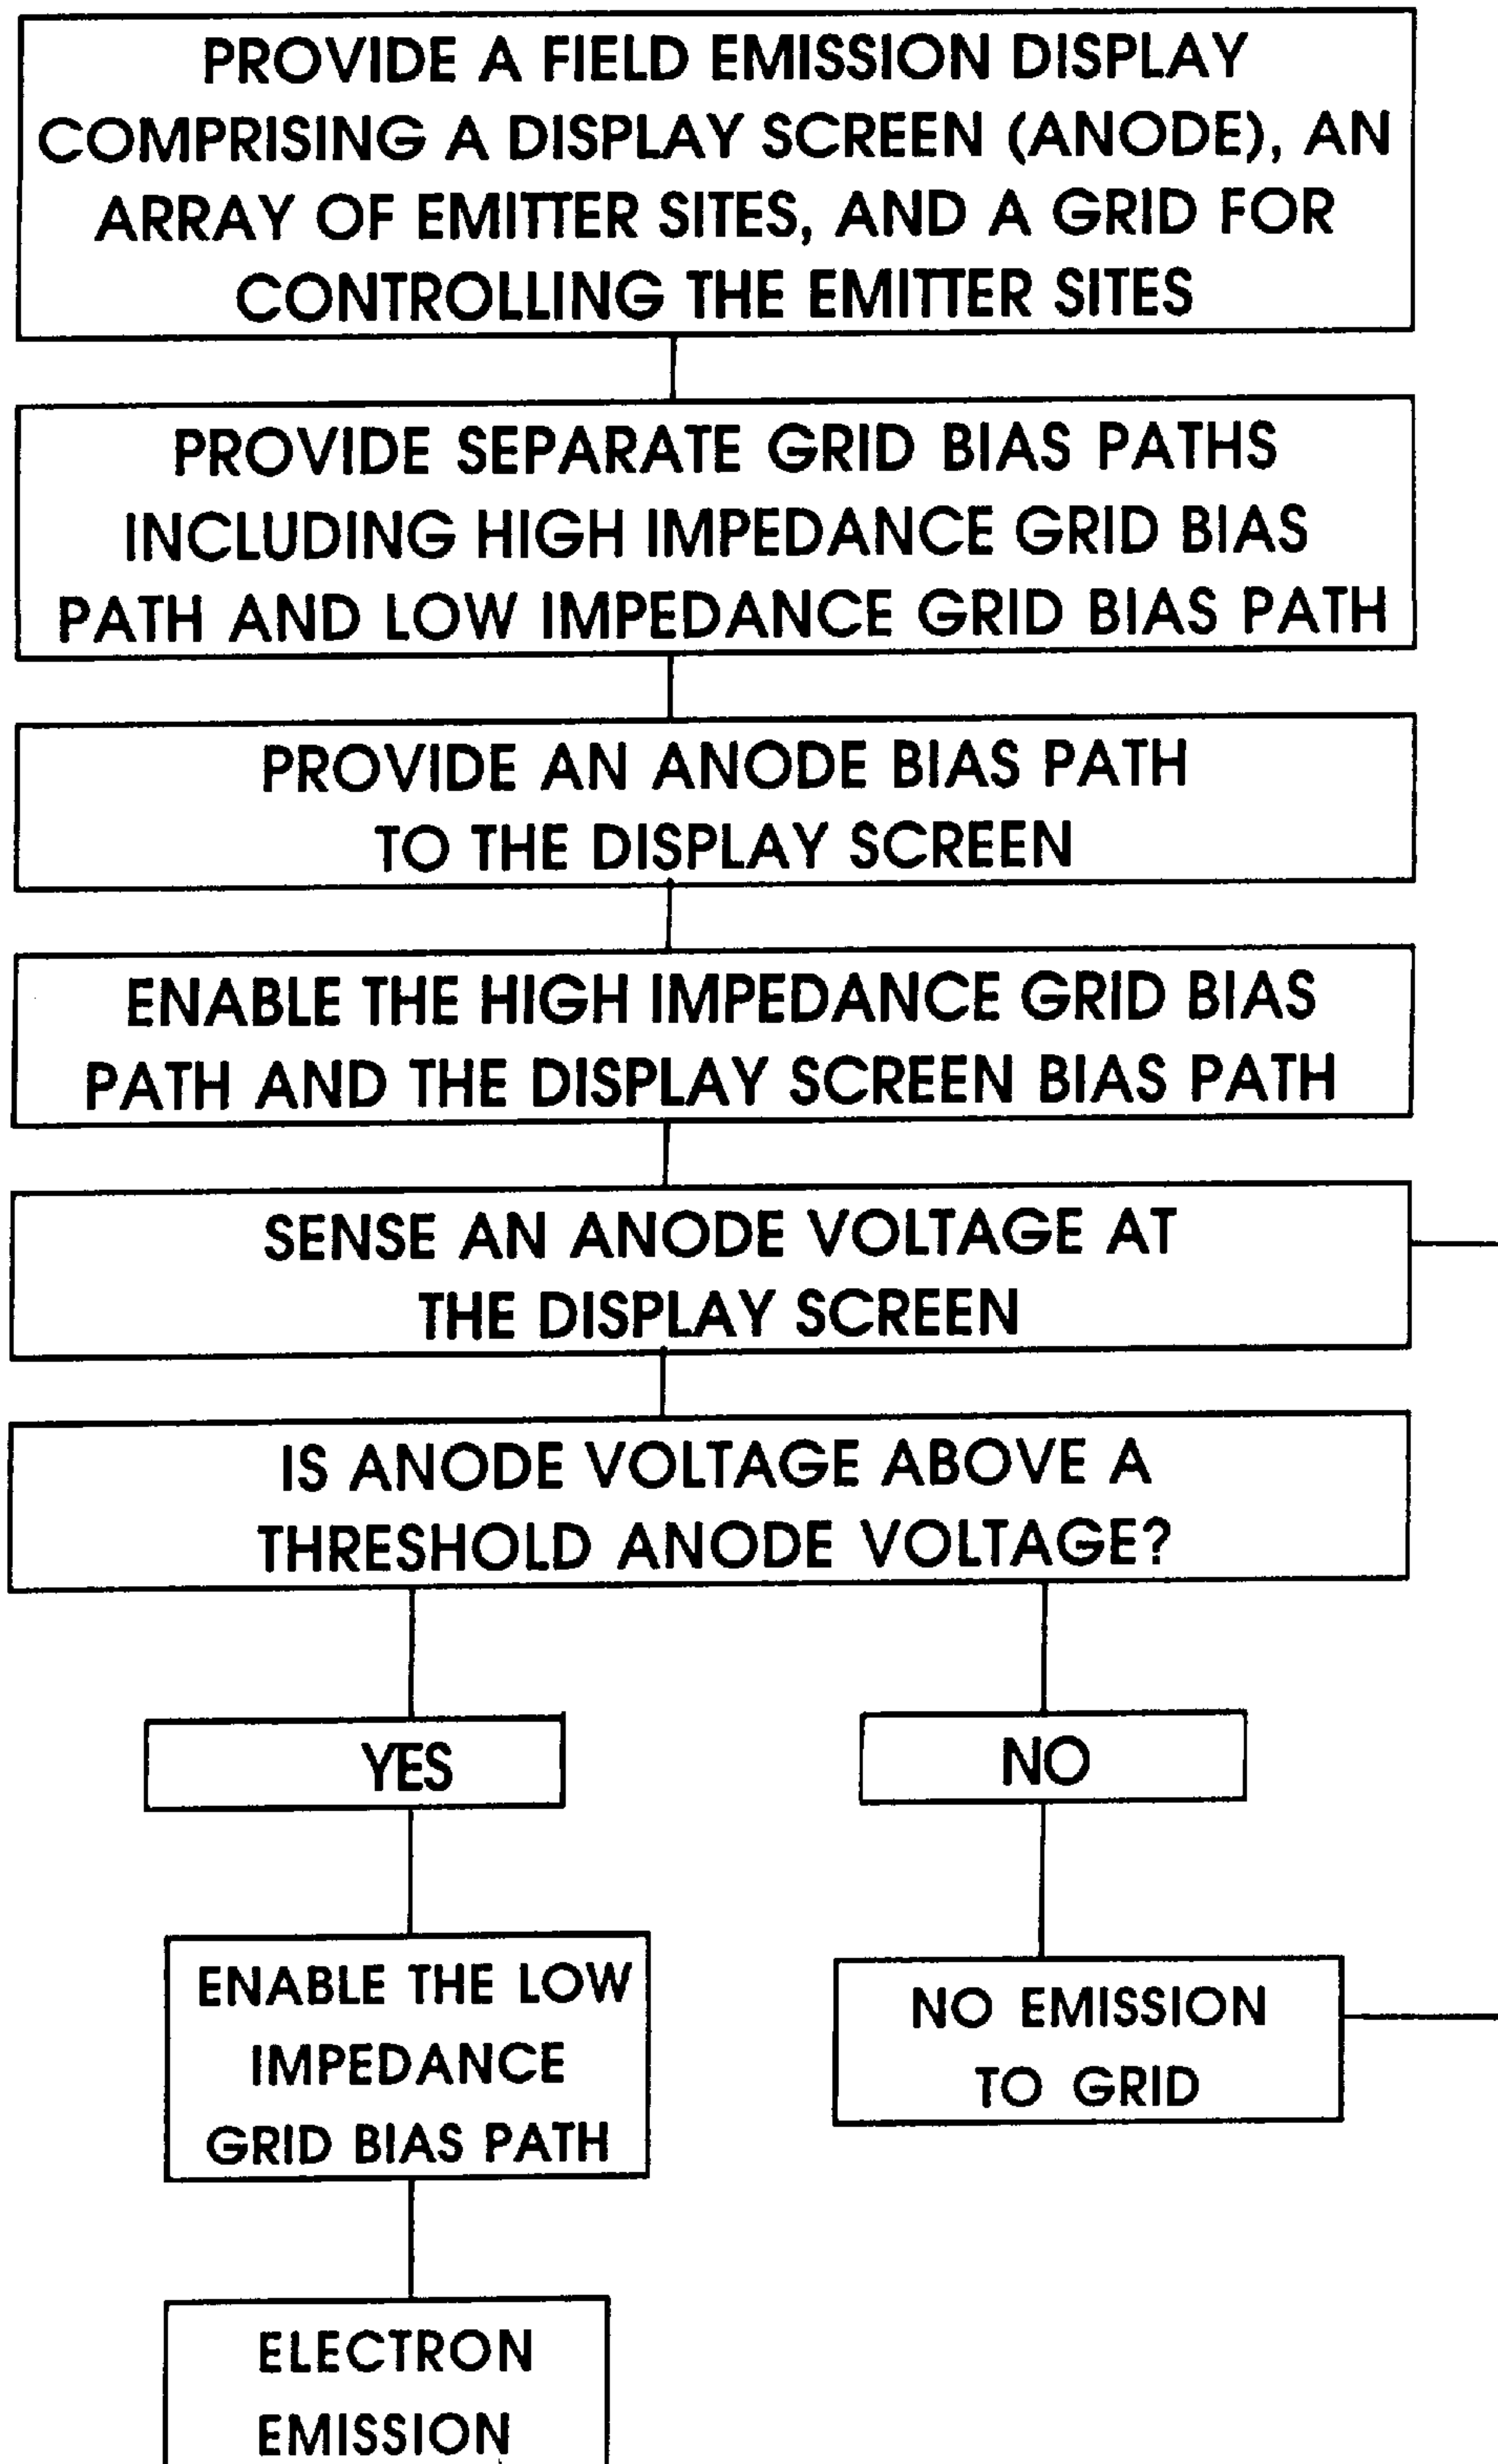 PROVIDE A FIELD EMISSION DISPLAY
COMPRISING A DISPLAY SCREEN (ANODE), AN
ARRAY OF EMITTER SITES, AND A GRID FOR
CONTROLLING THE EMITTER SITES
PROVIDE SEPARATE GRID BIAS PATHS
INCLUDING HIGH IMPEDANCE GRID BIAS
PATH AND LOW IMPEDANCE GRID BIAS PATH
PROVIDE AN ANODE BIAS PATH
TO THE DISPLAY SCREEN
ENABLE THE HIGH IMPEDANCE GRID BIAS
PATH AND THE DISPLAY SCREEN BIAS PATH
SENSE AN ANODE VOLTAGE AT
THE DISPLAY SCREEN
IS ANODE VOLTAGE ABOVE A
THRESHOLD ANODE VOLTAGE?
YES
NO
ENABLE THE LOW
IMPEDANCE
GRID BIAS PATH
NO EMISSION
TO GRID
ELECTRON
EMISSION